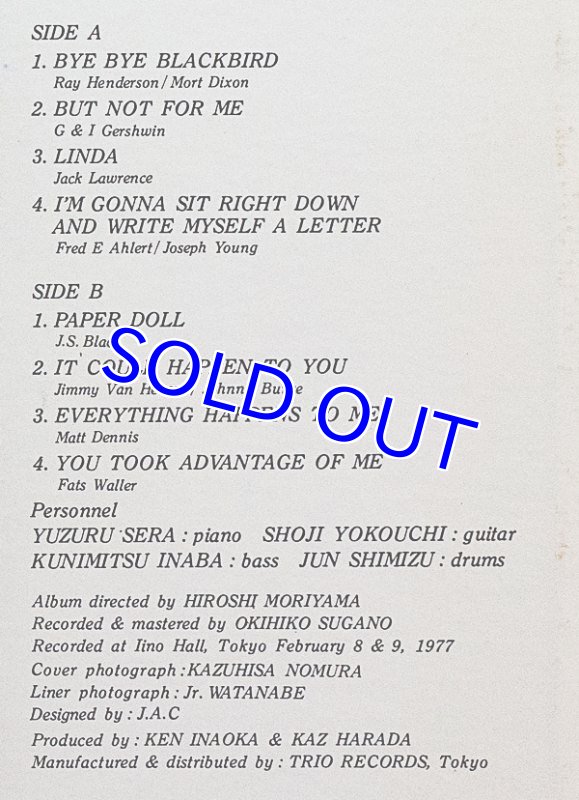 SIDE A
1. BYE BYE BLACKBIRD
Ray Henderson/Mort Dixon
2. BUT NOT FOR ME
G & I Gershwin
3. LINDA
Jack Lawrence
4. I'M GONNA SIT RIGHT DOWN
AND WRITE MYSELF A LETTER
Fred E Ahlert/Joseph Young
SIDE B
1. PAPER DOLL
J.S.
2. IT COULD HAPPEN TO YOU
Jimmy Van
3. EVERYTHING HAPPENS TO ME
Matt Dennis
4. YOU TOOK ADVANTAGE OF ME
Fats Waller
SOLD OUT
Personnel
YUZURU SERA : piano SHOJI YOKOUCHI : guitar
KUNIMITSU INABA : bass JUN SHIMIZU : drums
Album directed by HIROSHI MORIYAMA
Recorded & mastered by OKIHIKO SUGANO
Recorded at Iino Hall, Tokyo February 8 & 9, 1977
Cover photograph : KAZUHISA NOMURA
Liner photograph : Jr. WATANABE
Designed by : J.A.C
Produced by : KEN INAOKA & KAZ HARADA
Manufactured & distributed by : TRIO RECORDS, Tokyo